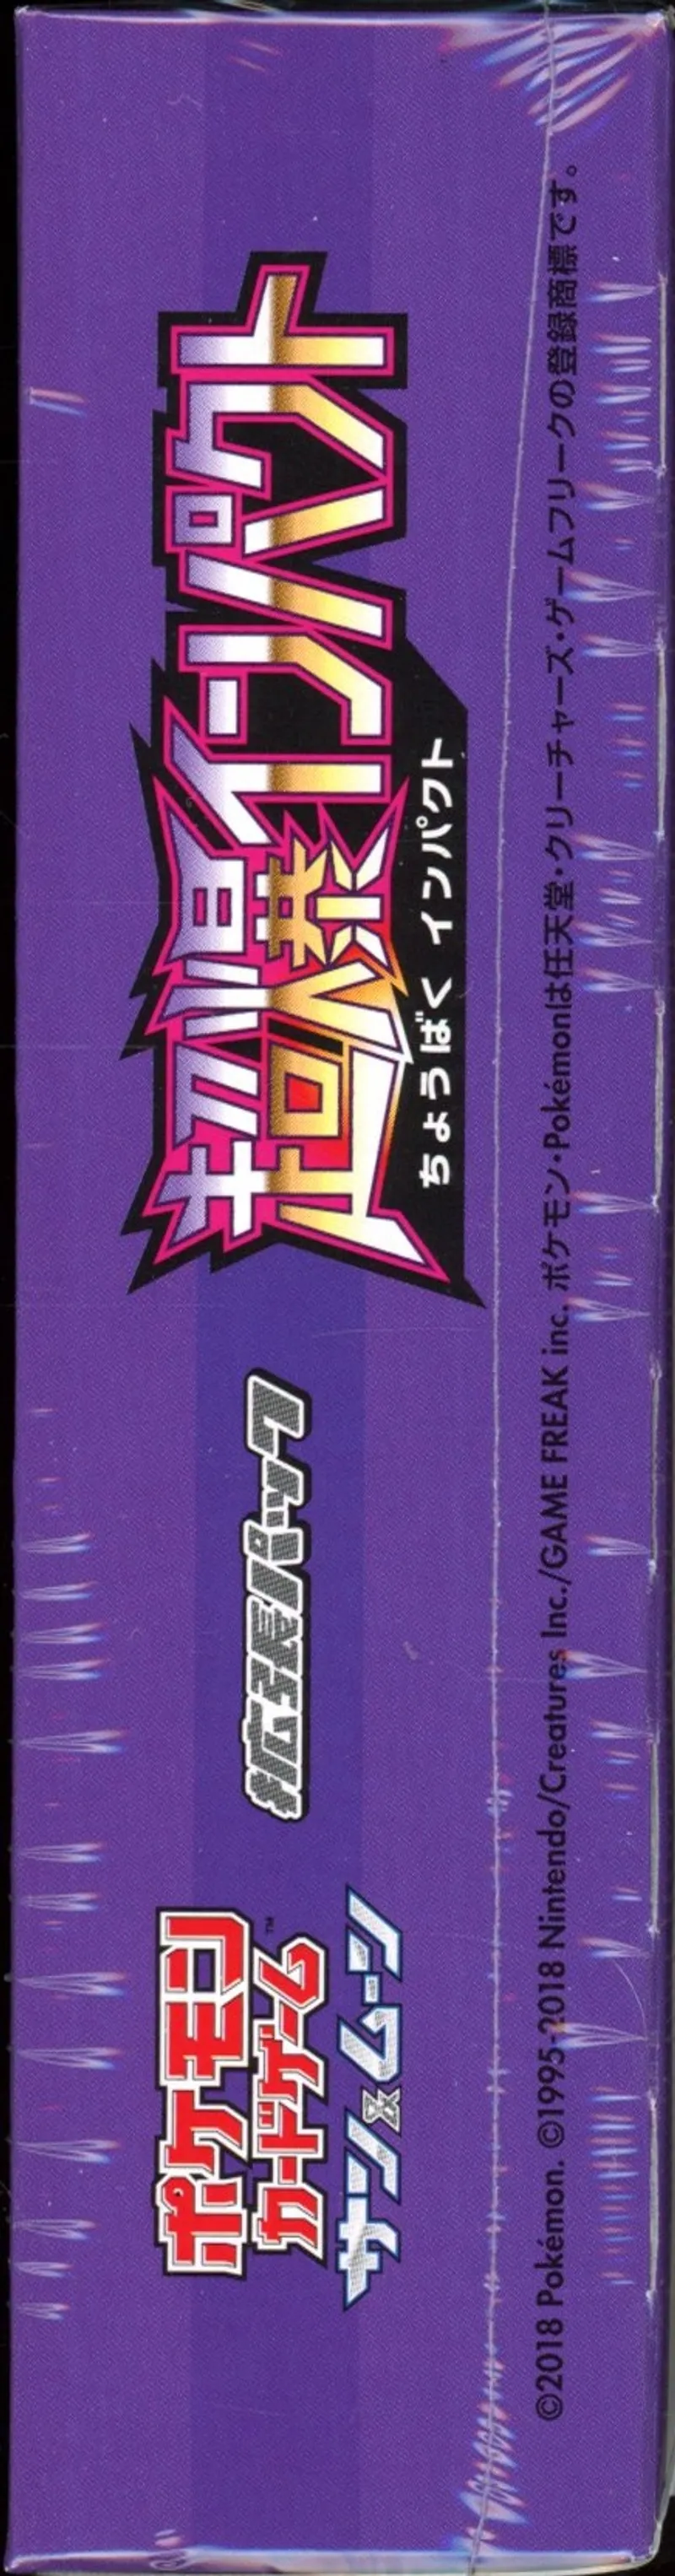 ポケモン
カードゲーム™
サン&ムーン
拡張パック
超爆インパクト
ちょうばく インパクト
©2018 Pokémon. ©1995-2018 Nintendo/Creatures Inc./GAME FREAK inc. ポケモン・Pokémonは任天堂・クリーチャーズ・ゲームフリークの登録商標です。